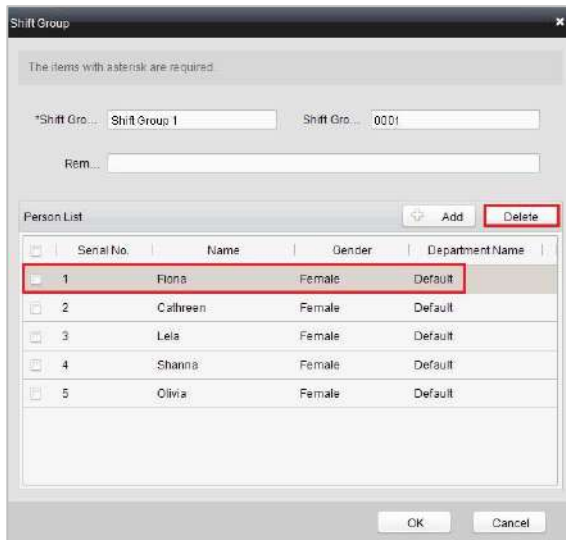 Shift Group
The items with asterisk are required.
*Shift Gro... Shift Group 1 Shift Gro... 0001
Rem...
Person List Add Delete
Serial No. Name Gender Department Name
1 Fiona Female Default
2 Cathreen Female Default
3 Lela Female Default
4 Shanna Female Default
5 Olivia Female Default
OK Cancel